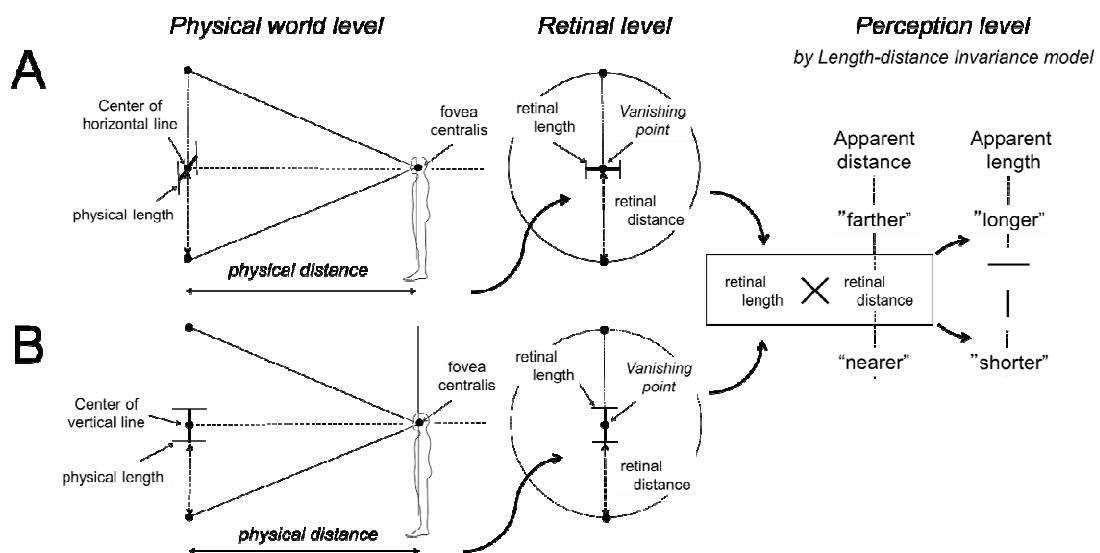 Physical world level
Retinal level
Perception level
by Length-distance Invariance model
A
Center of
horizontal line
physical length
fovea
centralis
physical distance
retinal
length
Vanishing
point
retinal
distance
Apparent
distance
Apparent
length
"farther"
"longer"
retinal
length
retinal
distance
"nearer"
"shorter"
B
Center of
vertical line
physical length
fovea
centralis
physical distance
retinal
length
Vanishing
point
retinal
distance